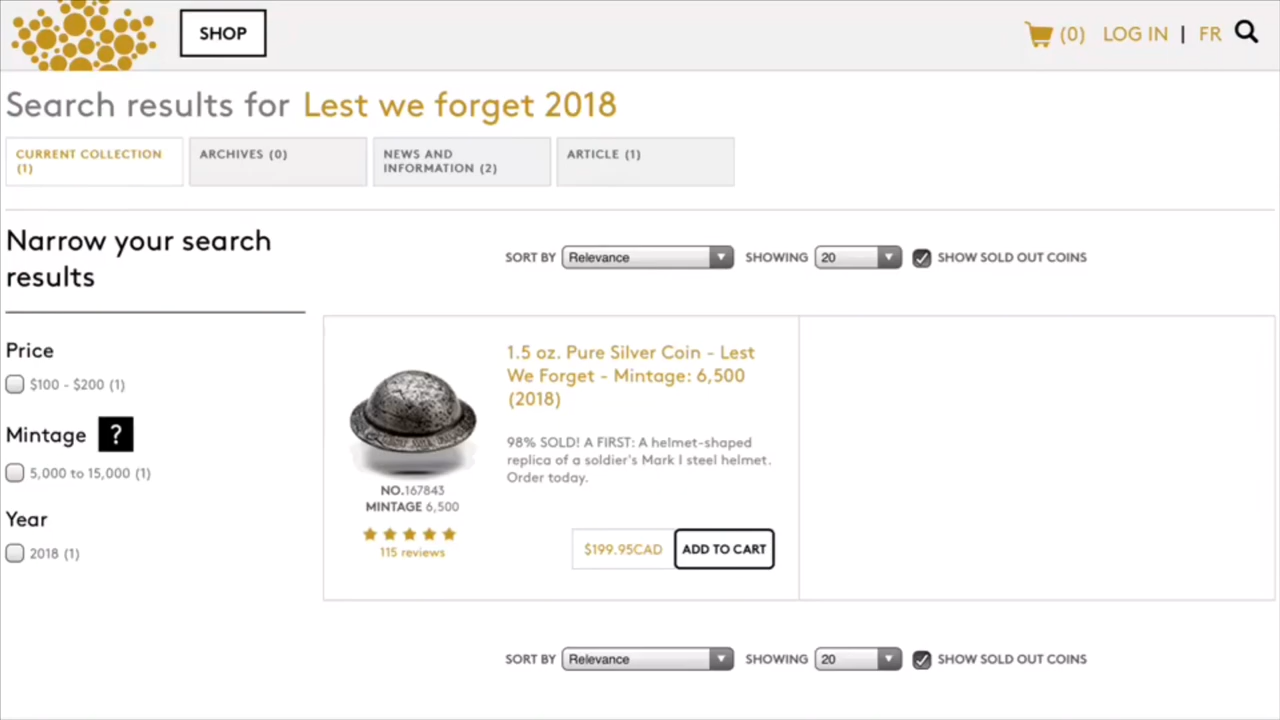 SHOP
(0) LOG IN | FR
Search results for Lest we forget 2018
CURRENT COLLECTION
(1)
ARCHIVES (0)
NEWS AND
INFORMATION (2)
ARTICLE (1)
Narrow your search
results
SORT BY Relevance SHOWING 20 SHOW SOLD OUT COINS
Price
$100 - $200 (1)
Mintage ?
5,000 to 15,000 (1)
Year
2018 (1)
NO.167843
MINTAGE 6,500
115 reviews
1.5 oz. Pure Silver Coin - Lest
We Forget - Mintage: 6,500
(2018)
98% SOLD! A FIRST: A helmet-shaped
replica of a soldier's Mark I steel helmet.
Order today.
$199.95CAD ADD TO CART
SORT BY Relevance SHOWING 20 SHOW SOLD OUT COINS